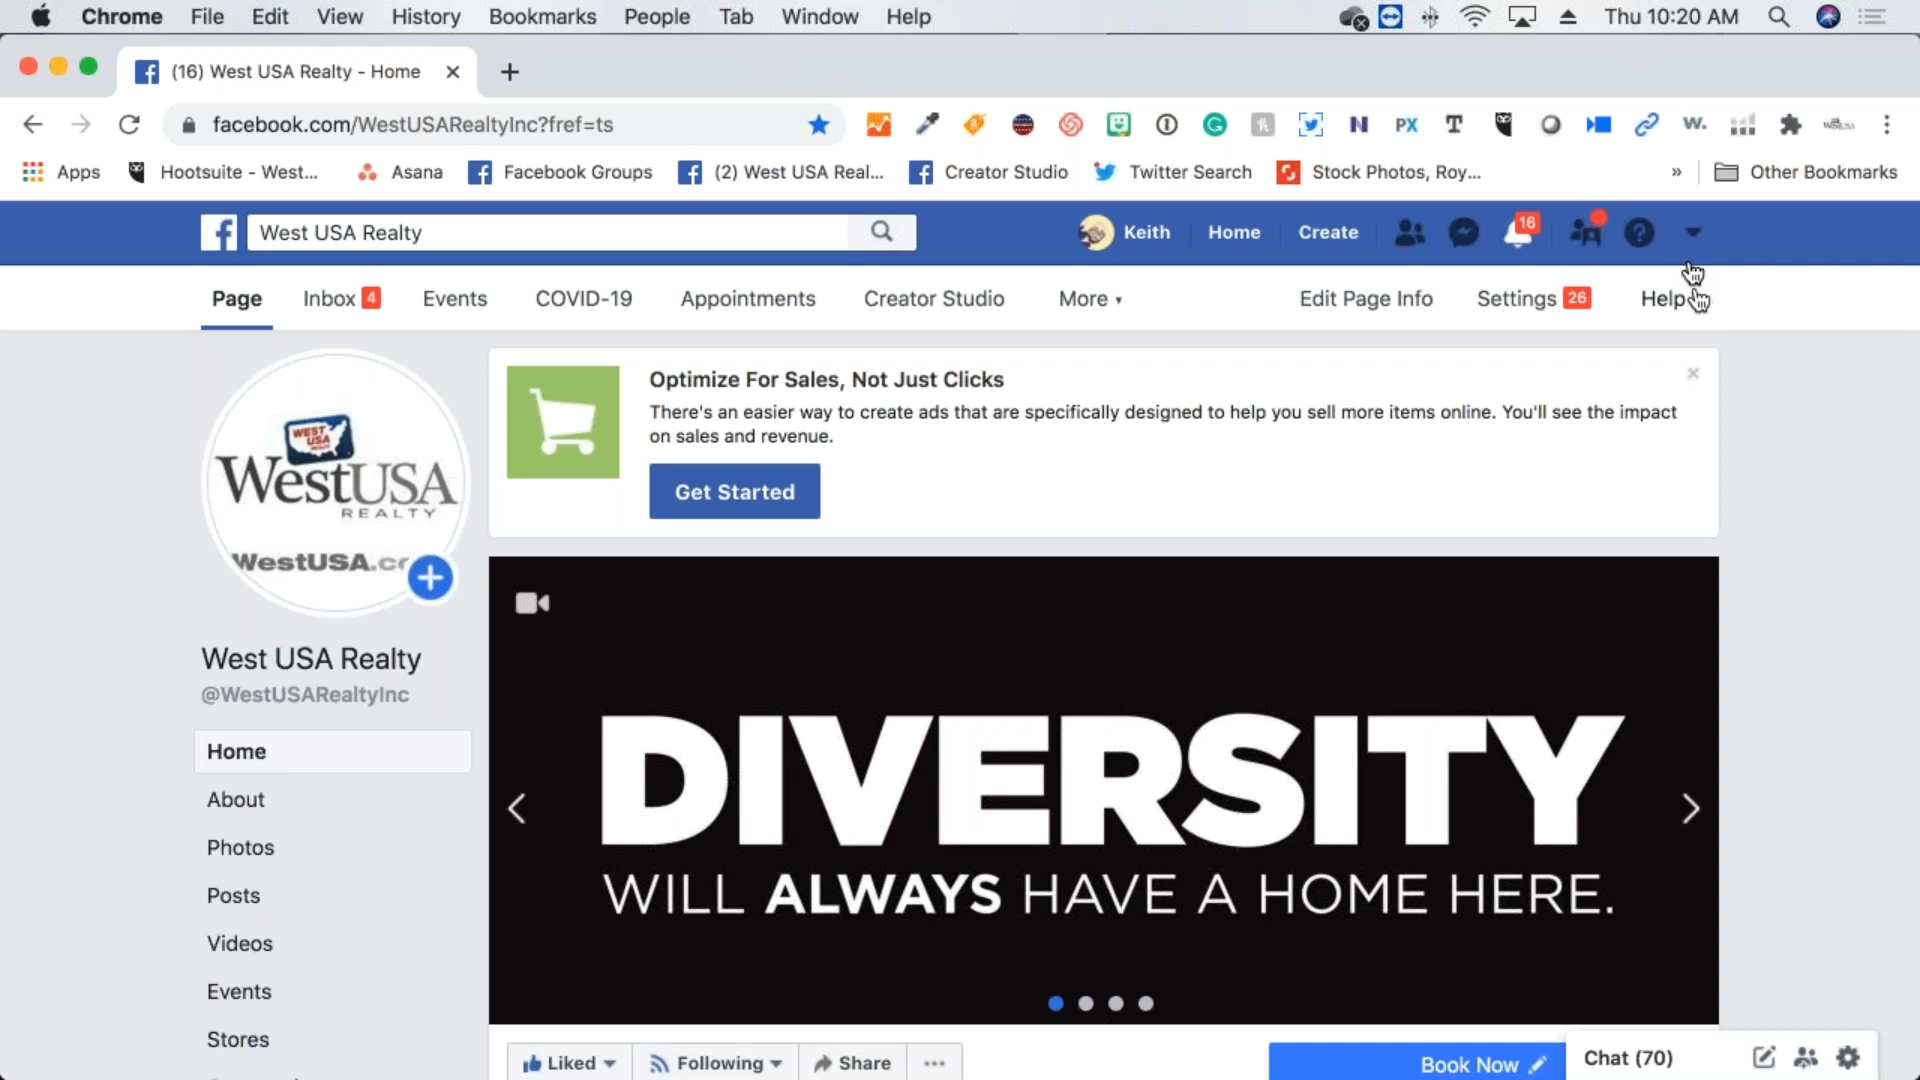 Chrome File Edit View History Bookmarks People Tab Window Help Thu 10:20 AM
(16) West USA Realty - Home
facebook.com/WestUSARealtyInc?fref=ts
PX T W.
Apps Hootsuite - West... Asana Facebook Groups (2) West USA Real... Creator Studio Twitter Search Stock Photos, Roy... » Other Bookmarks
West USA Realty Keith Home Create 16
Page Inbox 4 Events COVID-19 Appointments Creator Studio More Edit Page Info Settings 26 Help
Optimize For Sales, Not Just Clicks
There's an easier way to create ads that are specifically designed to help you sell more items online. You'll see the impact
on sales and revenue.
Get Started
WEST
USA
WestUSA
REALTY
WestUSA.co
West USA Realty
@WestUSARealtyInc
Home
About
Photos
Posts
Videos
Events
Stores
DIVERSITY
WILL ALWAYS HAVE A HOME HERE.
Liked Following Share ... Book Now Chat (70)